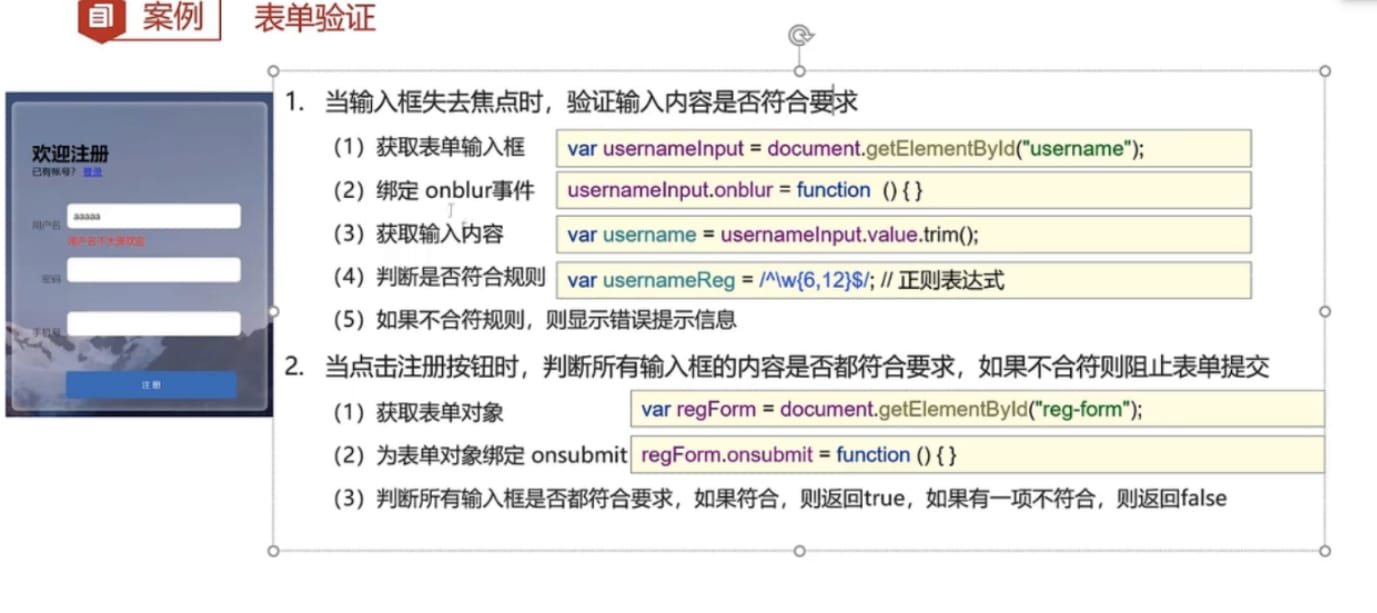 案例 表单验证
欢迎注册
已有帐号? 登录
用户名 aaaaa
用户名不太受欢迎
密码
手机号
注册
1. 当输入框失去焦点时，验证输入内容是否符合要求
（1）获取表单输入框 var usernameInput = document.getElementById("username");
（2）绑定 onblur事件 usernameInput.onblur = function () { }
（3）获取输入内容 var username = usernameInput.value.trim();
（4）判断是否符合规则 var usernameReg = /^\w{6,12}$/; // 正则表达式
（5）如果不合符规则，则显示错误提示信息
2. 当点击注册按钮时，判断所有输入框的内容是否都符合要求，如果不合符则阻止表单提交
（1）获取表单对象 var regForm = document.getElementById("reg-form");
（2）为表单对象绑定 onsubmit regForm.onsubmit = function () { }
（3）判断所有输入框是否都符合要求，如果符合，则返回true，如果有一项不符合，则返回false